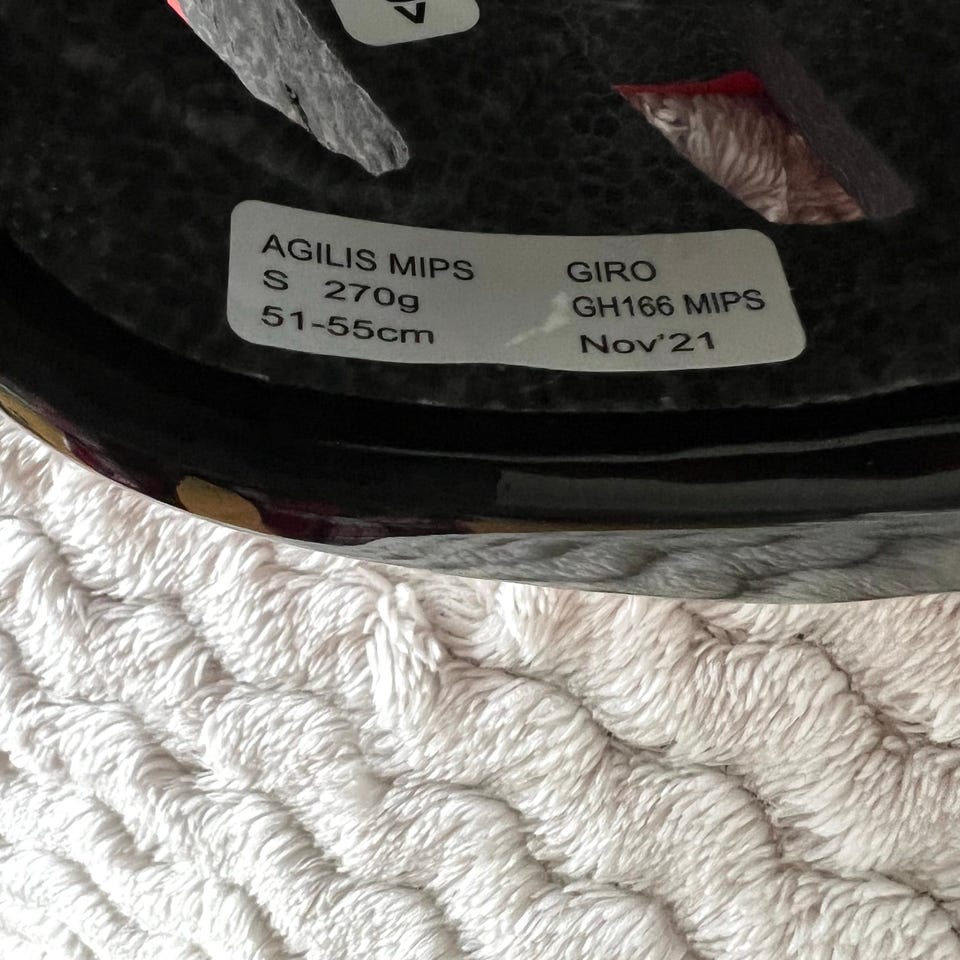 AGILIS MIPS
S 270g
51-55cm
GIRO
GH166 MIPS
Nov'21